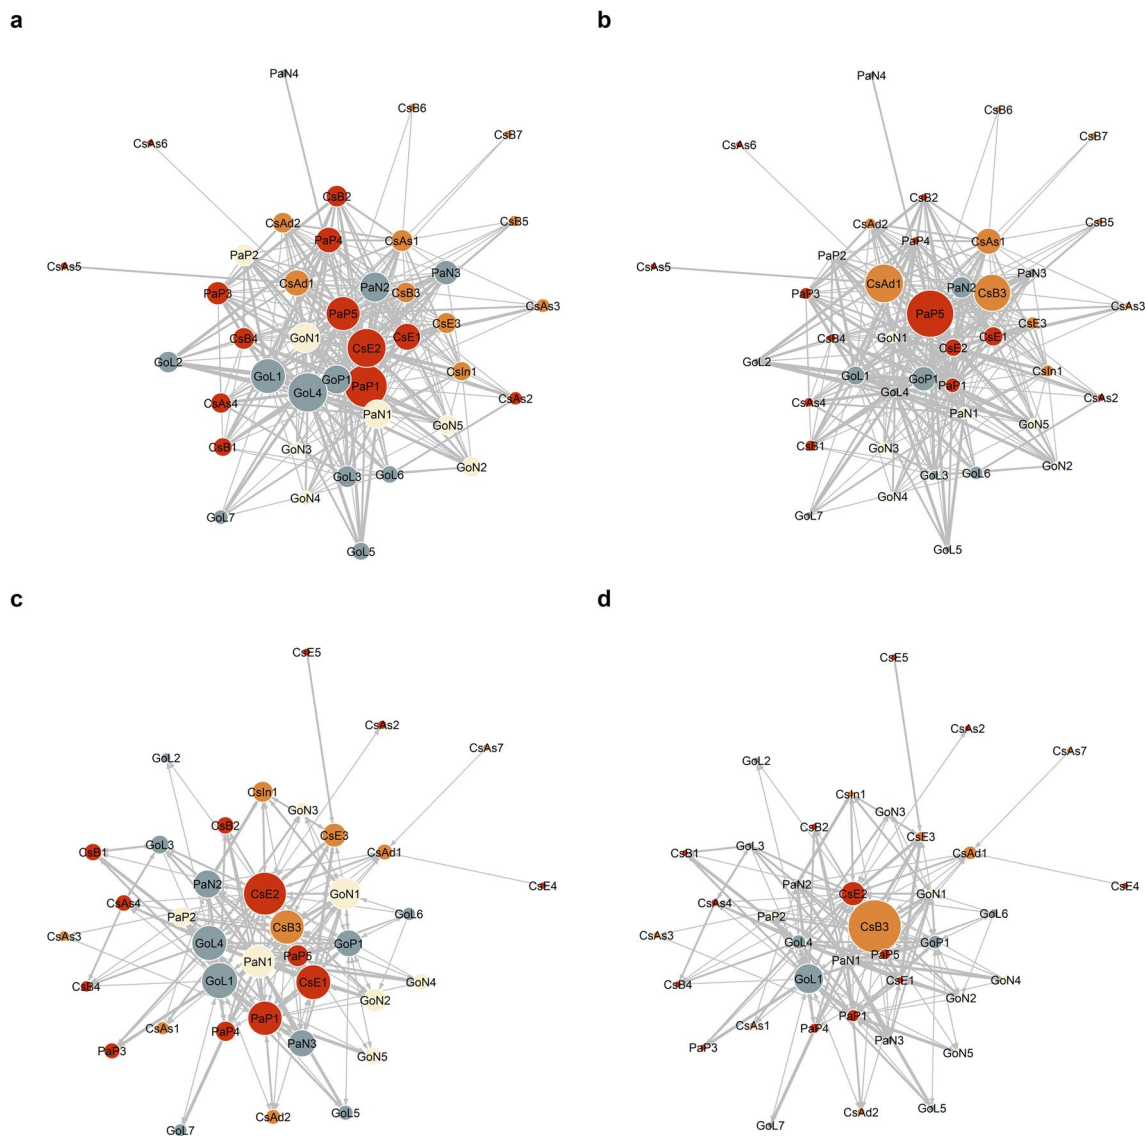 a
b
PaN4
CsB6
CsB7
CsAs6
CsB2
CsAd2
PaP4
CsAs1
CsB5
PaP2
CsAs5
PaN3
CsAd1
PaN2
CsB3
PaP3
CsAs3
PaP5
CsE3
CsB4
GoN1
CsE1
CsE2
GoL2
CsIn1
GoL1
GoP1
PaP1
GoL4
CsAs2
CsAs4
PaN1
GoN5
CsB1
GoN3
GoN2
GoL3
GoL6
GoN4
GoL7
GoL5
PaN4
CsB6
CsB7
CsAs6
CsB2
CsAd2
CsB5
PaP4
CsAs1
PaP2
CsAs5
PaN3
CsAd1
PaN2
CsB3
PaP3
CsAs3
PaP5
CsE3
CsB4
GoN1
CsE1
CsE2
GoL2
CsIn1
GoL1
GoP1
PaP1
GoL4
CsAs2
CsAs4
PaN1
GoN5
CsB1
GoN3
GoN2
GoL3
GoL6
GoN4
GoL7
GoL5
c
d
CsE5
CsAs2
CsAs7
GoL2
CsIn1
GoN3
CsB2
CsE3
GoL3
CsB1
CsAd1
PaN2
CsE4
CsE2
GoN1
CsAs4
PaP2
GoL6
CsB3
CsAs3
GoL4
GoP1
PaP5
PaN1
GoL1
CsE1
GoN4
CsB4
GoN2
PaP1
CsAs1
PaP4
PaN3
PaP3
GoN5
GoL5
CsAd2
GoL7
CsE5
CsAs2
CsAs7
GoL2
CsIn1
GoN3
CsB2
CsE3
GoL3
CsB1
CsAd1
PaN2
CsE4
CsE2
GoN1
CsAs4
PaP2
GoL6
CsB3
CsAs3
GoL4
GoP1
PaP5
PaN1
GoL1
CsE1
GoN4
CsB4
GoN2
PaP1
CsAs1
PaP4
PaN3
PaP3
GoN5
GoL5
CsAd2
GoL7